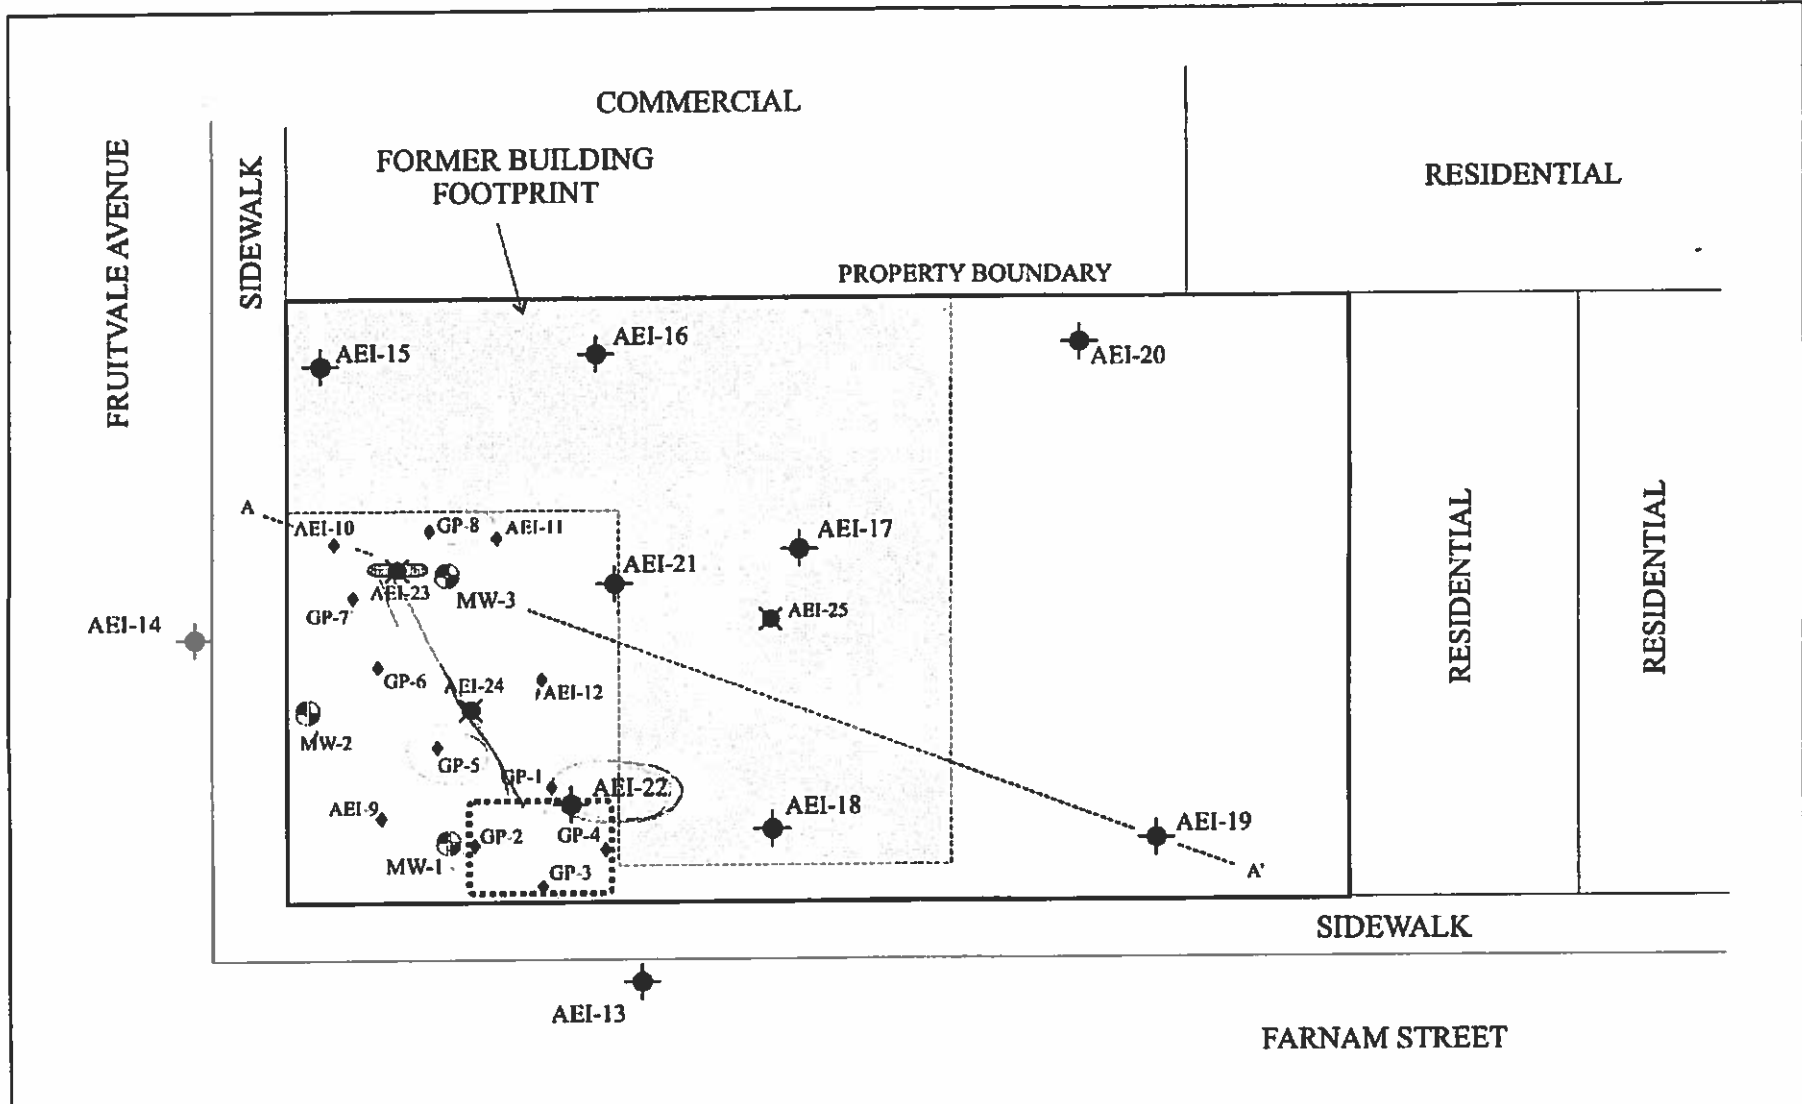 COMMERCIAL
FORMER BUILDING
FOOTPRINT
RESIDENTIAL
FRUITVALE AVENUE
SIDEWALK
PROPERTY BOUNDARY
AEI-15
AEI-16
AEI-20
A
AEI-10
GP-8
AEI-11
AEI-17
AEI-21
AEI-23
MW-3
AEI-25
GP-7
AEI-14
GP-6
AEI-24
AEI-12
MW-2
GP-5
GP-1
AEI-22
AEI-9
AEI-18
AEI-19
GP-2
GP-4
MW-1
GP-3
A'
RESIDENTIAL
RESIDENTIAL
SIDEWALK
AEI-13
FARNAM STREET